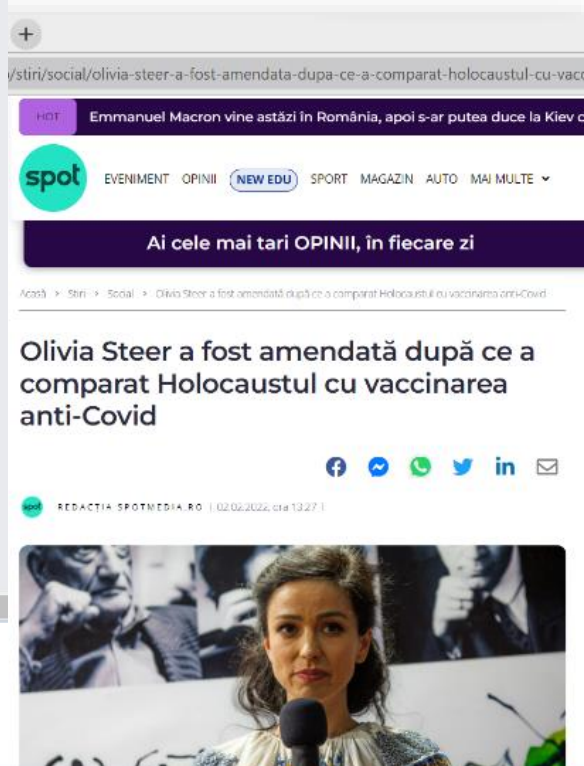 +
/stiri/social/olivia-steer-a-fost-amendata-dupa-ce-a-comparat-holocaustul-cu-vacc
HOT Emmanuel Macron vine astăzi în România, apoi s-ar putea duce la Kiev
spot EVENIMENT OPINII NEW EDU SPORT MAGAZIN AUTO MAI MULTE
Ai cele mai tari OPINII, în fiecare zi
Acasă > Stiri > Social > Olivia Steer a fost amendată după ce a comparat Holocaustul cu vaccinarea anti-Covid
Olivia Steer a fost amendată după ce a
comparat Holocaustul cu vaccinarea
anti-Covid
in
spot REDACTIA SPOTMEDIA.RO | 02.02.2022, ora 13:27 |